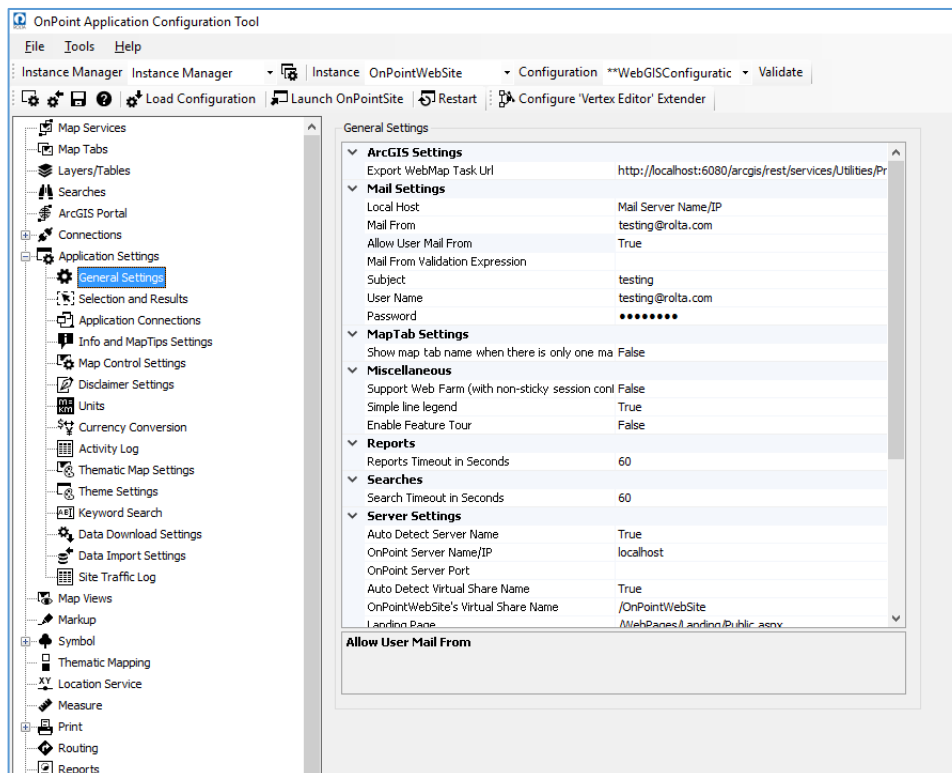 OnPoint Application Configuration Tool
File Tools Help
Instance Manager Instance Manager Instance OnPointWebSite Configuration **WebGISConfiguratic Validate
Load Configuration Launch OnPointSite Restart Configure 'Vertex Editor' Extender
Map Services
Map Tabs
Layers/Tables
Searches
ArcGIS Portal
Connections
Application Settings
General Settings
Selection and Results
Application Connections
Info and MapTips Settings
Map Control Settings
Disclaimer Settings
Units
Currency Conversion
Activity Log
Thematic Map Settings
Theme Settings
Keyword Search
Data Download Settings
Data Import Settings
Site Traffic Log
Map Views
Markup
Symbol
Thematic Mapping
Location Service
Measure
Print
Routing
Reports
General Settings
ArcGIS Settings
Export WebMap Task Url http://localhost:6080/arcgis/rest/services/Utilities/Pr
Mail Settings
Local Host Mail Server Name/IP
Mail From testing@rolta.com
Allow User Mail From True
Mail From Validation Expression
Subject testing
User Name testing@rolta.com
Password ●●●●●●●●
MapTab Settings
Show map tab name when there is only one ma False
Miscellaneous
Support Web Farm (with non-sticky session conl False
Simple line legend True
Enable Feature Tour False
Reports
Reports Timeout in Seconds 60
Searches
Search Timeout in Seconds 60
Server Settings
Auto Detect Server Name True
OnPoint Server Name/IP localhost
OnPoint Server Port
Auto Detect Virtual Share Name True
OnPointWebSite's Virtual Share Name /OnPointWebSite
Landing Page /WebPages/Landing/Public.aspx
Allow User Mail From